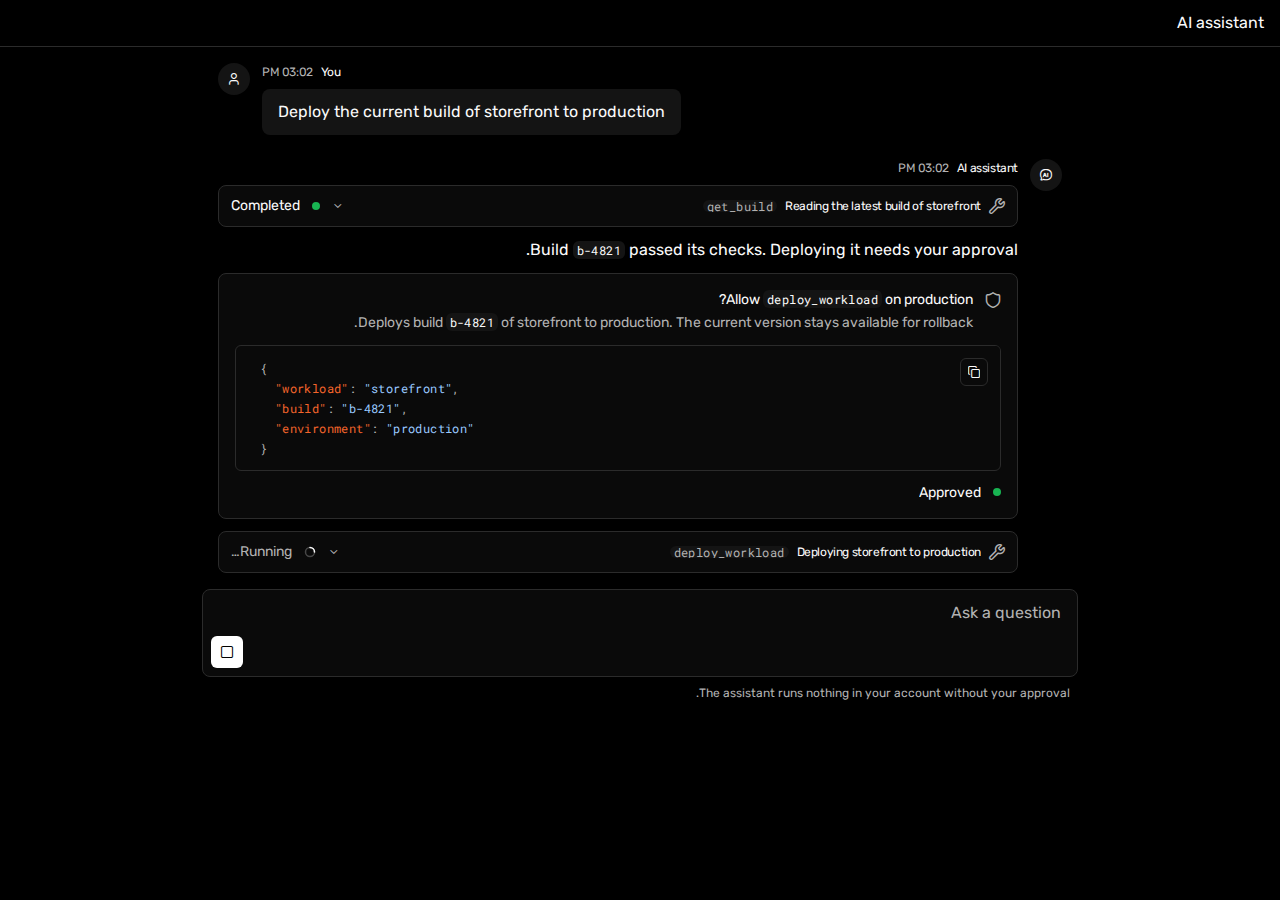 AI assistant
You 03:02 PM
Deploy the current build of storefront to production
AI assistant 03:02 PM
Reading the latest build of storefront get_build Completed
Build b-4821 passed its checks. Deploying it needs your approval.
Allow deploy_workload on production?
Deploys build b-4821 of storefront to production. The current version stays available for rollback.
{
"workload": "storefront",
"build": "b-4821",
"environment": "production"
}
Approved
Deploying storefront to production deploy_workload Running…
Ask a question
The assistant runs nothing in your account without your approval.